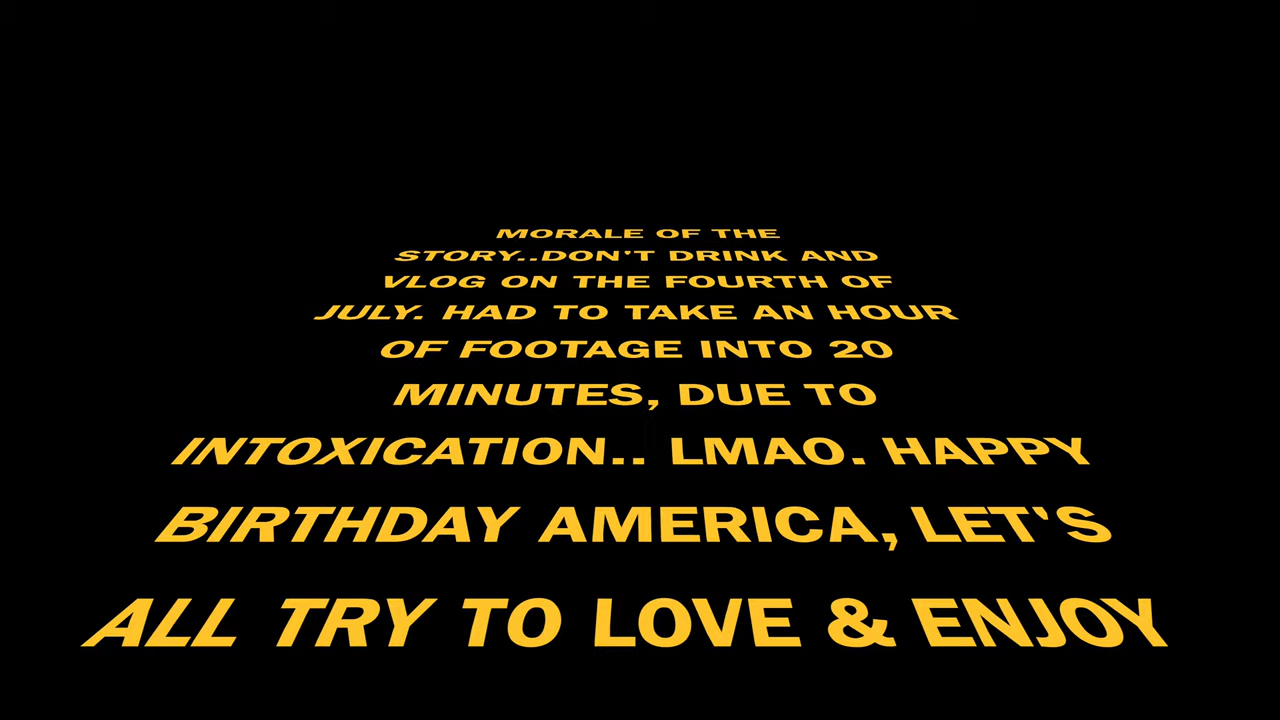 MORALE OF THE
STORY..DON'T DRINK AND
VLOG ON THE FOURTH OF
JULY. HAD TO TAKE AN HOUR
OF FOOTAGE INTO 20
MINUTES, DUE TO
INTOXICATION.. LMAO. HAPPY
BIRTHDAY AMERICA, LET'S
ALL TRY TO LOVE & ENJOY